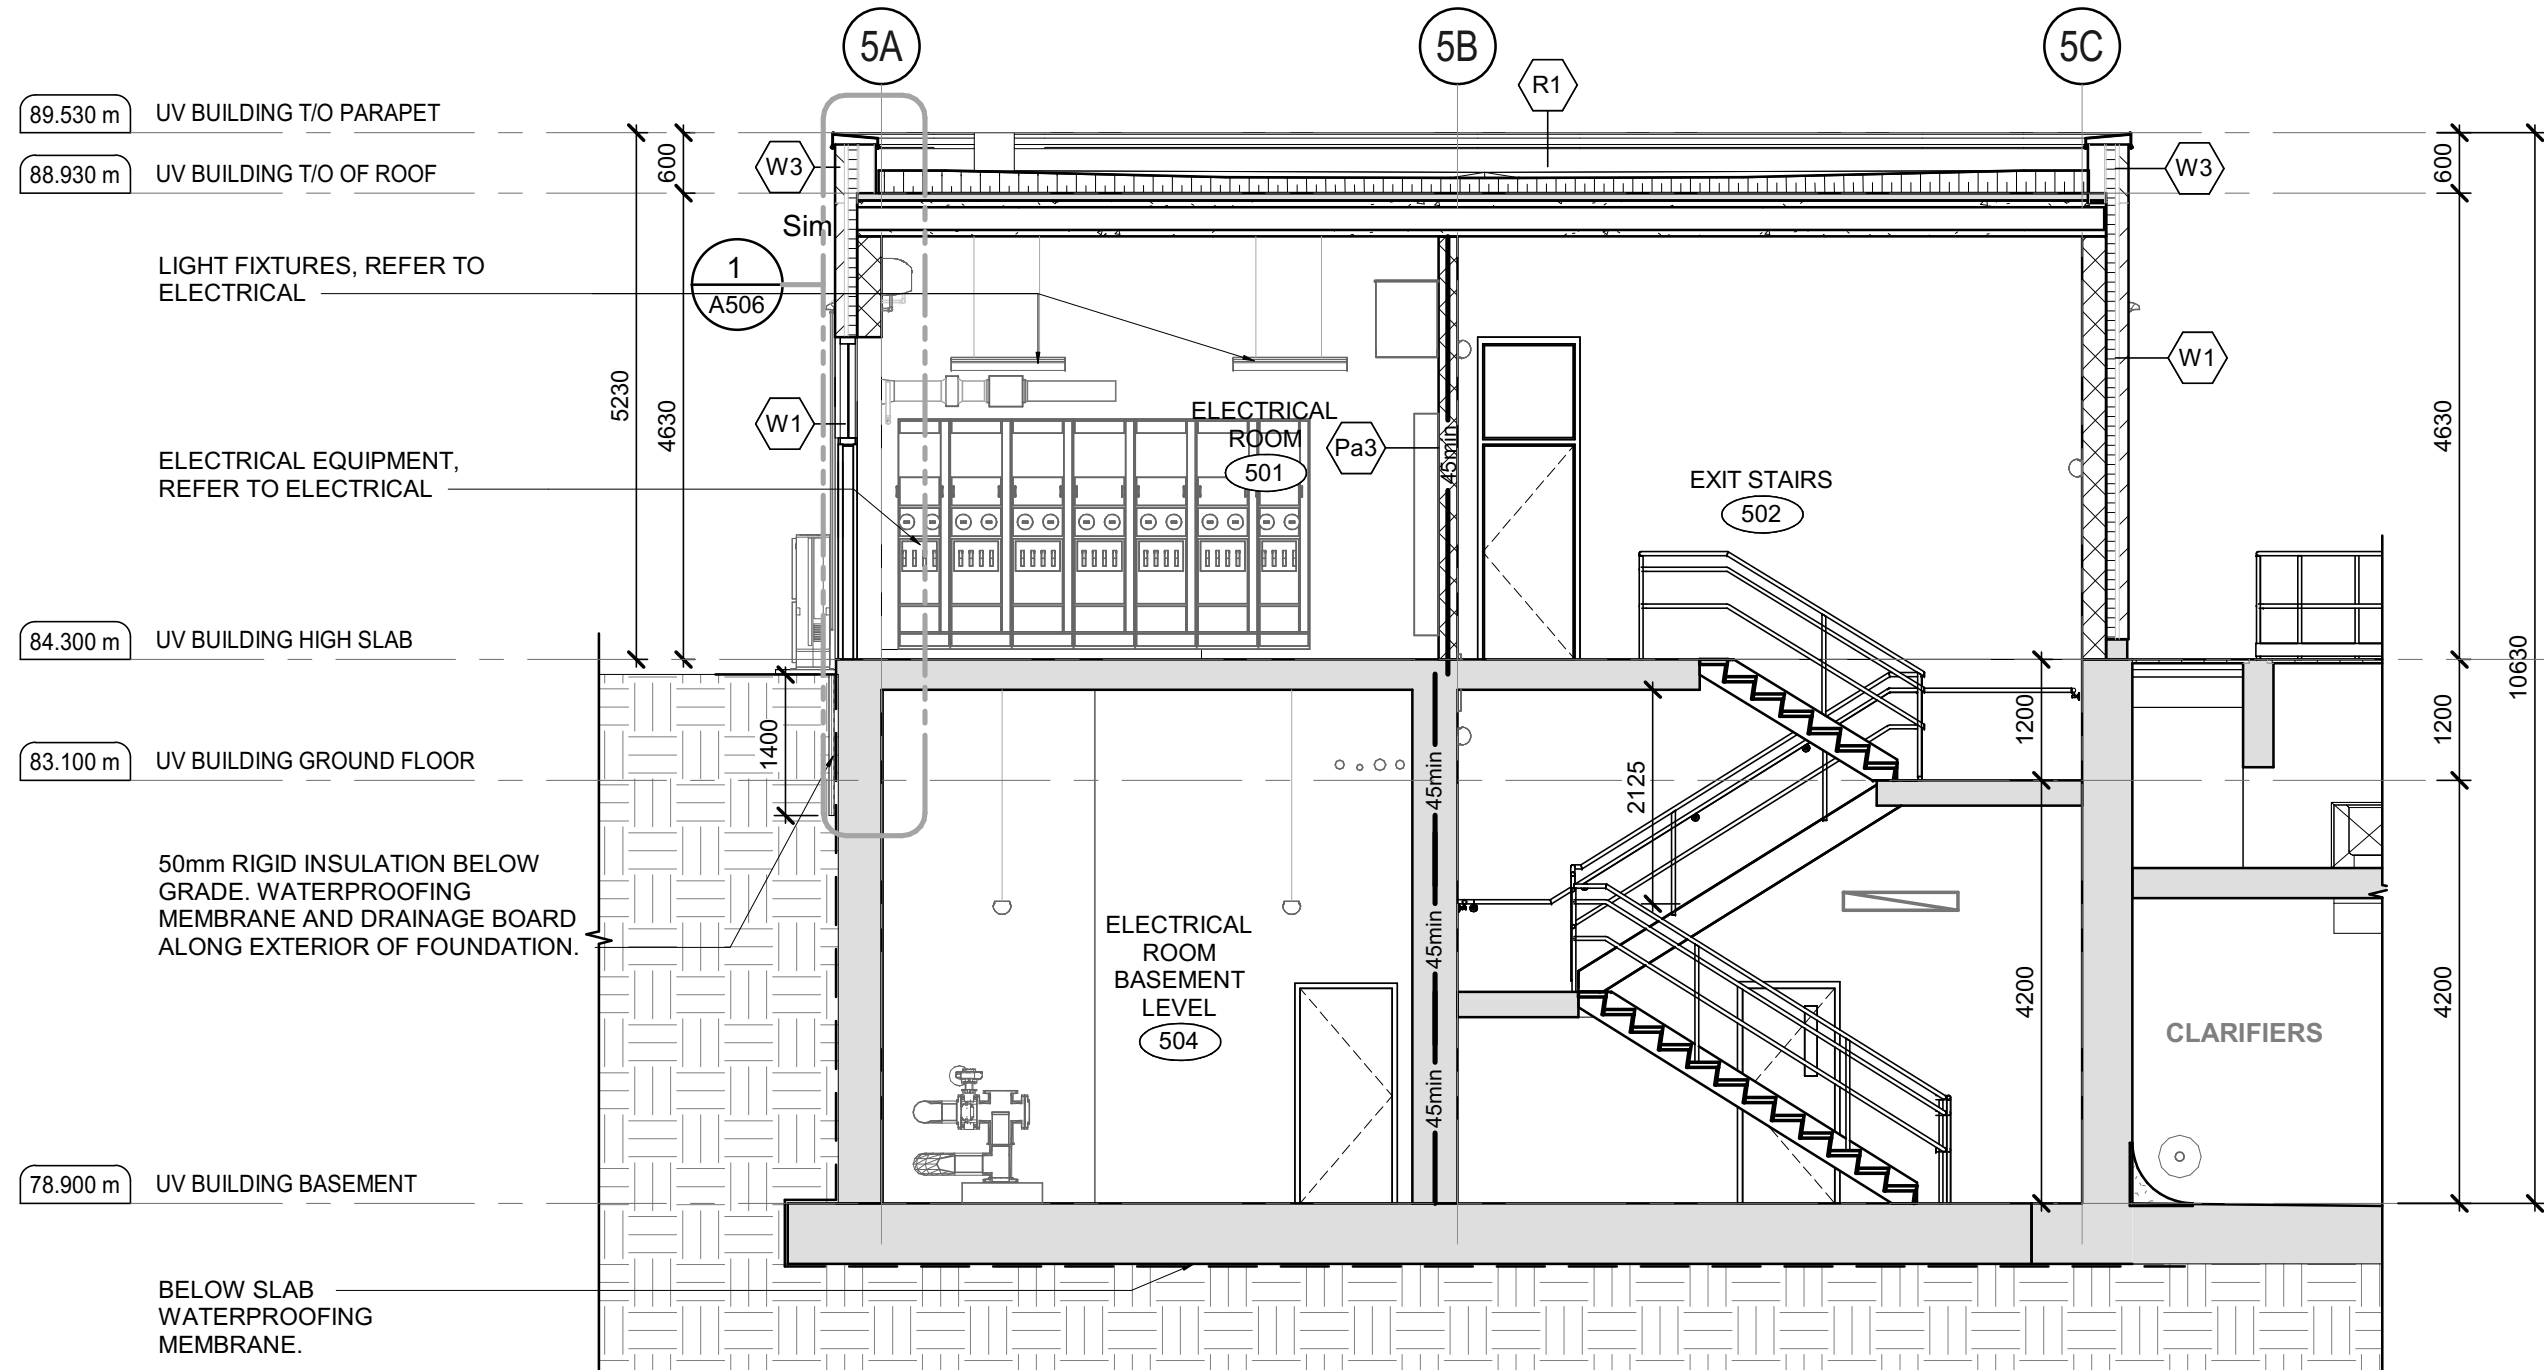 5A
5B
5C
R1
89.530 m UV BUILDING T/O PARAPET
88.930 m UV BUILDING T/O OF ROOF
600
W3
W3
600
Sim
LIGHT FIXTURES, REFER TO
ELECTRICAL
1
A506
5230
4630
W1
W1
4630
ELECTRICAL
ROOM
501
Pa3
45min
ELECTRICAL EQUIPMENT,
REFER TO ELECTRICAL
EXIT STAIRS
502
84.300 m UV BUILDING HIGH SLAB
10630
1400
1200
1200
83.100 m UV BUILDING GROUND FLOOR
45min
2125
50mm RIGID INSULATION BELOW
GRADE. WATERPROOFING
MEMBRANE AND DRAINAGE BOARD
ALONG EXTERIOR OF FOUNDATION.
ELECTRICAL
ROOM
BASEMENT
LEVEL
504
45min
4200
4200
CLARIFIERS
45min
78.900 m UV BUILDING BASEMENT
BELOW SLAB
WATERPROOFING
MEMBRANE.